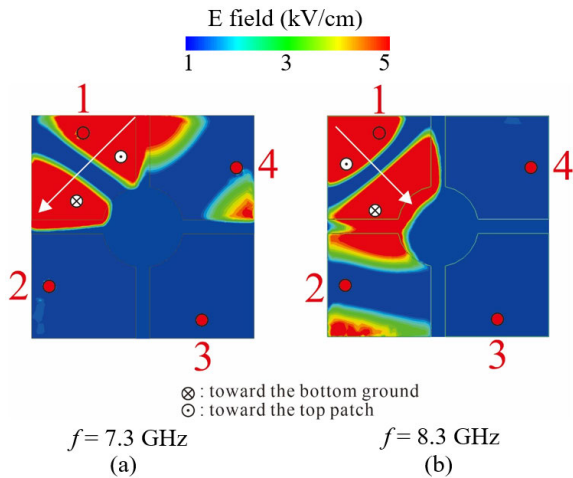 E field (kV/cm)
1 3 5
1
4
2
3
1
4
2
3
⊗ : toward the bottom ground
⊙ : toward the top patch
f = 7.3 GHz
(a)
f = 8.3 GHz
(b)